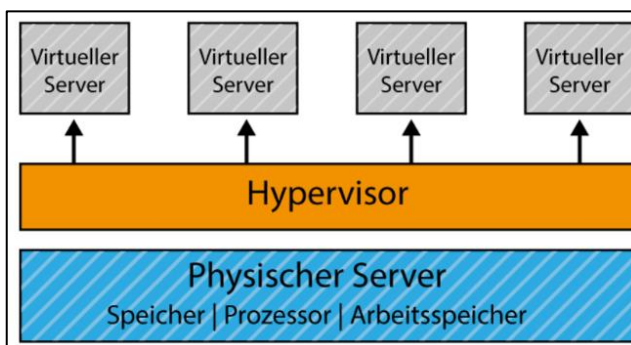 Virtueller
Server
Virtueller
Server
Virtueller
Server
Virtueller
Server
Hypervisor
Physischer Server
Speicher | Prozessor | Arbeitsspeicher